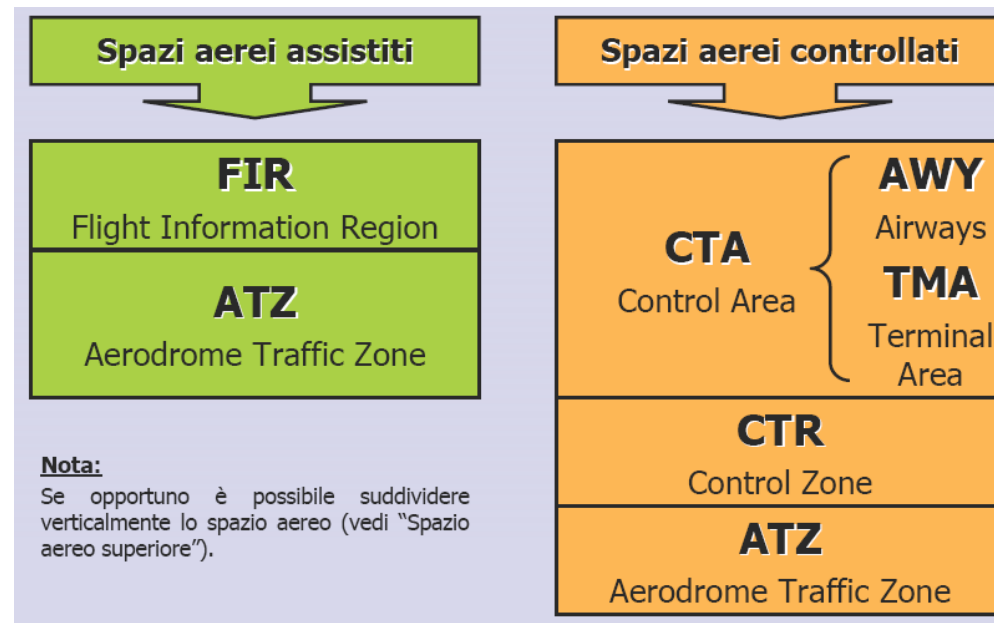 Spazi aerei assistiti
FIR
Flight Information Region
ATZ
Aerodrome Traffic Zone
Nota:
Se opportuno è possibile suddividere
verticalmente lo spazio aereo (vedi “Spazio
aereo superiore”).
Spazi aerei controllati
CTA
Control Area
AWY
Airways
TMA
Terminal
Area
CTR
Control Zone
ATZ
Aerodrome Traffic Zone